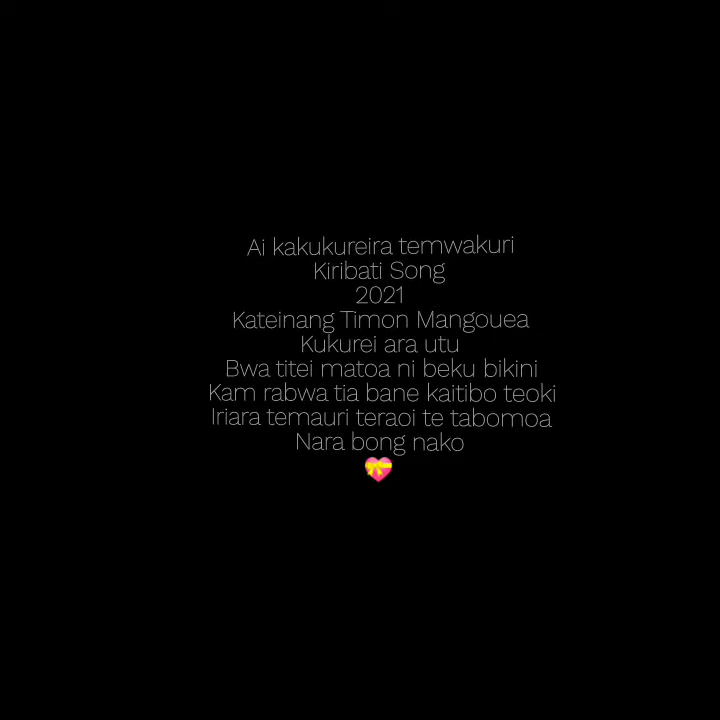 Ai kakukureira temwakuri
Kiribati Song
2021
Kateinang Timon Mangouea
Kukurei ara utu
Bwa titei matoa ni beku bikini
Kam rabwa tia bane kaitibo teoki
Iriara temauri teraoi te tabomoa
Nara bong nako
💝